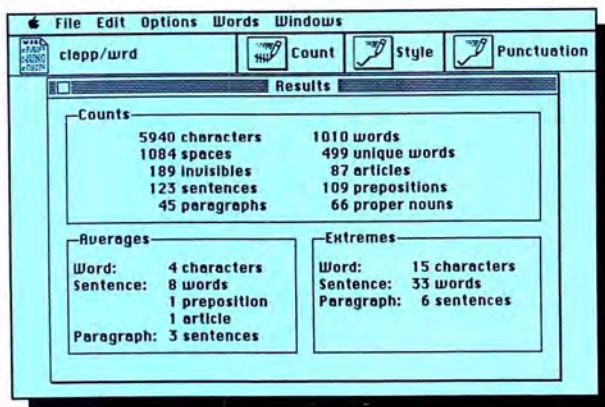 File Edit Options Words Windows
clapp/wrd
Count
Style
Punctuation
Results
Counts
5940 characters
1084 spaces
189 invisibles
123 sentences
45 paragraphs
1010 words
499 unique words
87 articles
109 prepositions
66 proper nouns
Averages
Word: 4 characters
Sentence: 8 words
1 preposition
1 article
Paragraph: 3 sentences
Extremes
Word: 15 characters
Sentence: 33 words
Paragraph: 6 sentences